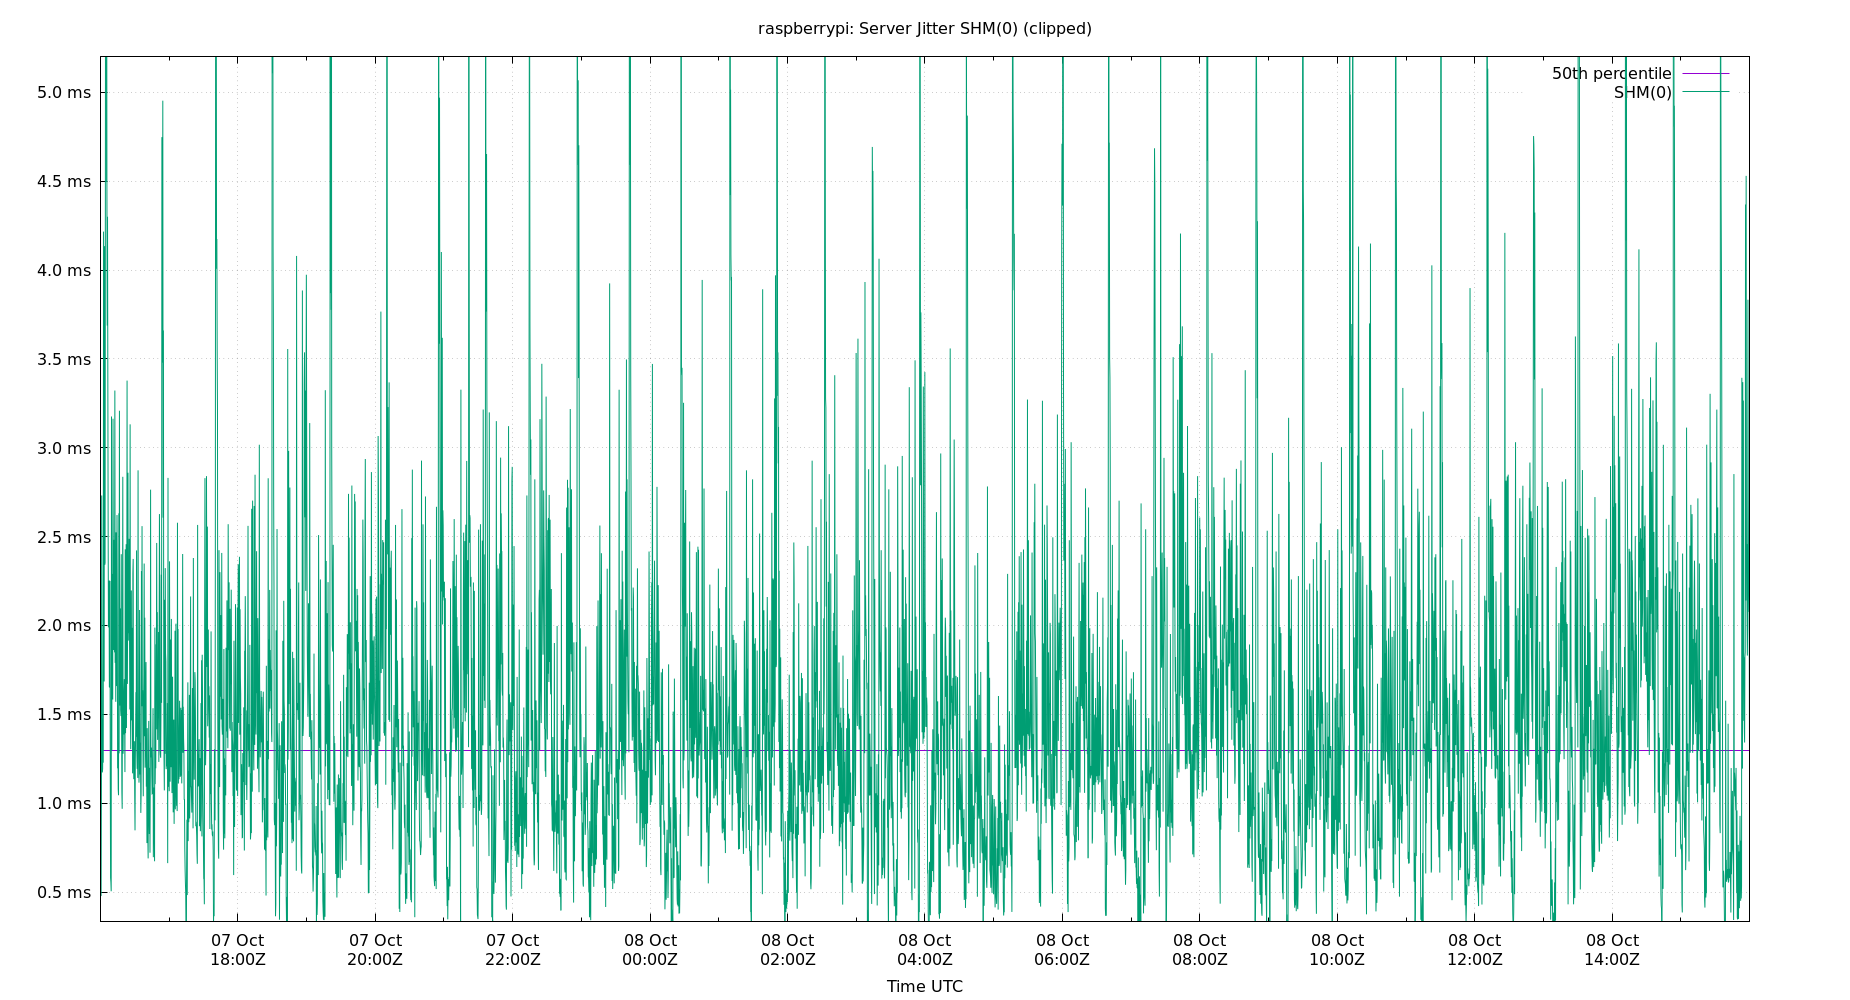 raspberrypi: Server Jitter SHM(0) (clipped)
50th percentile
SHM(0)
5.0 ms
4.5 ms
4.0 ms
3.5 ms
3.0 ms
2.5 ms
2.0 ms
1.5 ms
1.0 ms
0.5 ms
07 Oct 07 Oct 07 Oct 08 Oct 08 Oct 08 Oct 08 Oct 08 Oct 08 Oct 08 Oct 08 Oct
18:00Z 20:00Z 22:00Z 00:00Z 02:00Z 04:00Z 06:00Z 08:00Z 10:00Z 12:00Z 14:00Z
Time UTC